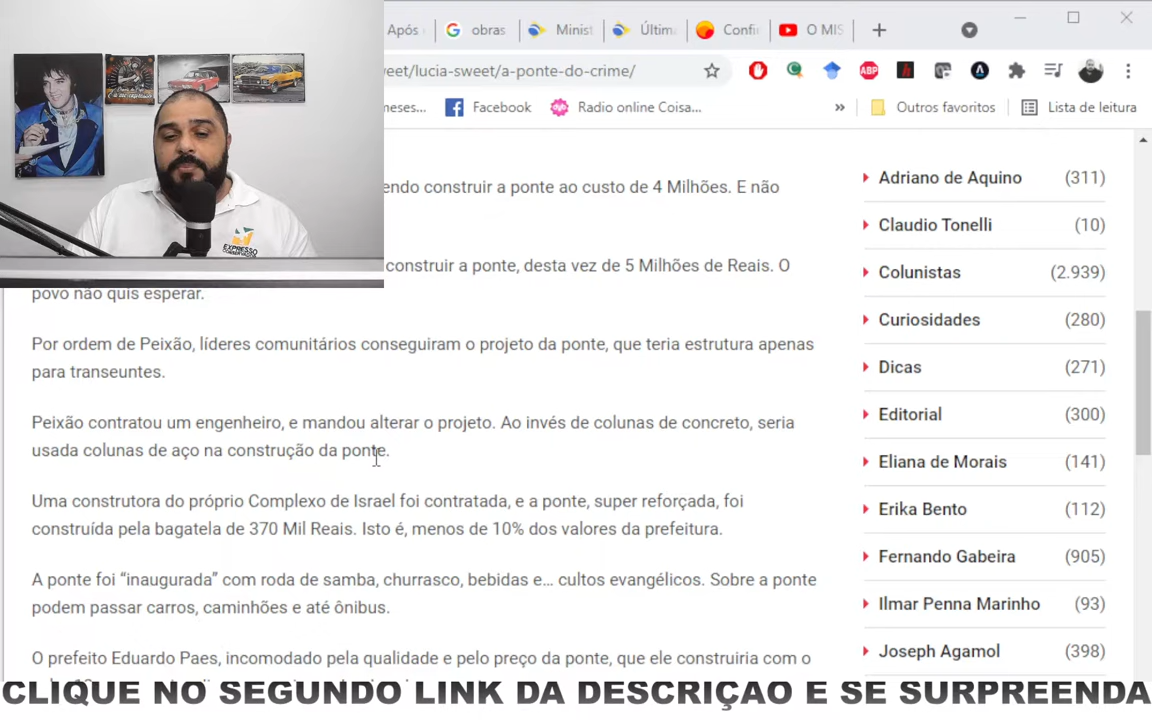 Após
obras
Minist
Última
Confi
O MIS
eet/lucia-sweet/a-ponte-do-crime/
ABP
meses...
Facebook
Radio online Coisa...
»
Outros favoritos
Lista de leitura
EXPRESSO
endo construir a ponte ao custo de 4 Milhões. E não
construir a ponte, desta vez de 5 Milhões de Reais. O
povo não quis esperar.
Por ordem de Peixão, líderes comunitários conseguiram o projeto da ponte, que teria estrutura apenas
para transeuntes.
Peixão contratou um engenheiro, e mandou alterar o projeto. Ao invés de colunas de concreto, seria
usada colunas de aço na construção da ponte.
Uma construtora do próprio Complexo de Israel foi contratada, e a ponte, super reforçada, foi
construída pela bagatela de 370 Mil Reais. Isto é, menos de 10% dos valores da prefeitura.
A ponte foi “inaugurada” com roda de samba, churrasco, bebidas e... cultos evangélicos. Sobre a ponte
podem passar carros, caminhões e até ônibus.
O prefeito Eduardo Paes, incomodado pela qualidade e pelo preço da ponte, que ele construiria com o
Adriano de Aquino (311)
Claudio Tonelli (10)
Colunistas (2.939)
Curiosidades (280)
Dicas (271)
Editorial (300)
Eliana de Morais (141)
Erika Bento (112)
Fernando Gabeira (905)
Ilmar Penna Marinho (93)
Joseph Agamol (398)
CLIQUE NO SEGUNDO LINK DA DESCRIÇAO E SE SURPREENDA